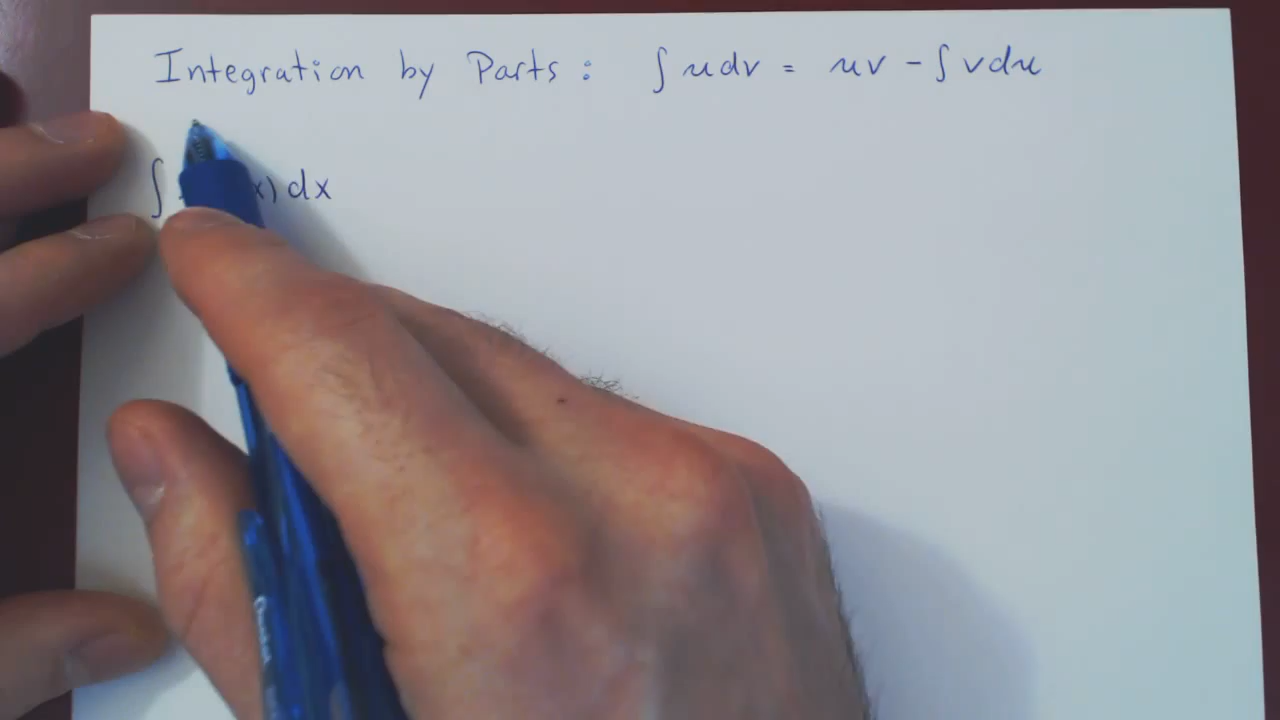 Integration by Parts : ∫ u dv = uv - ∫ v du
∫ x) dx